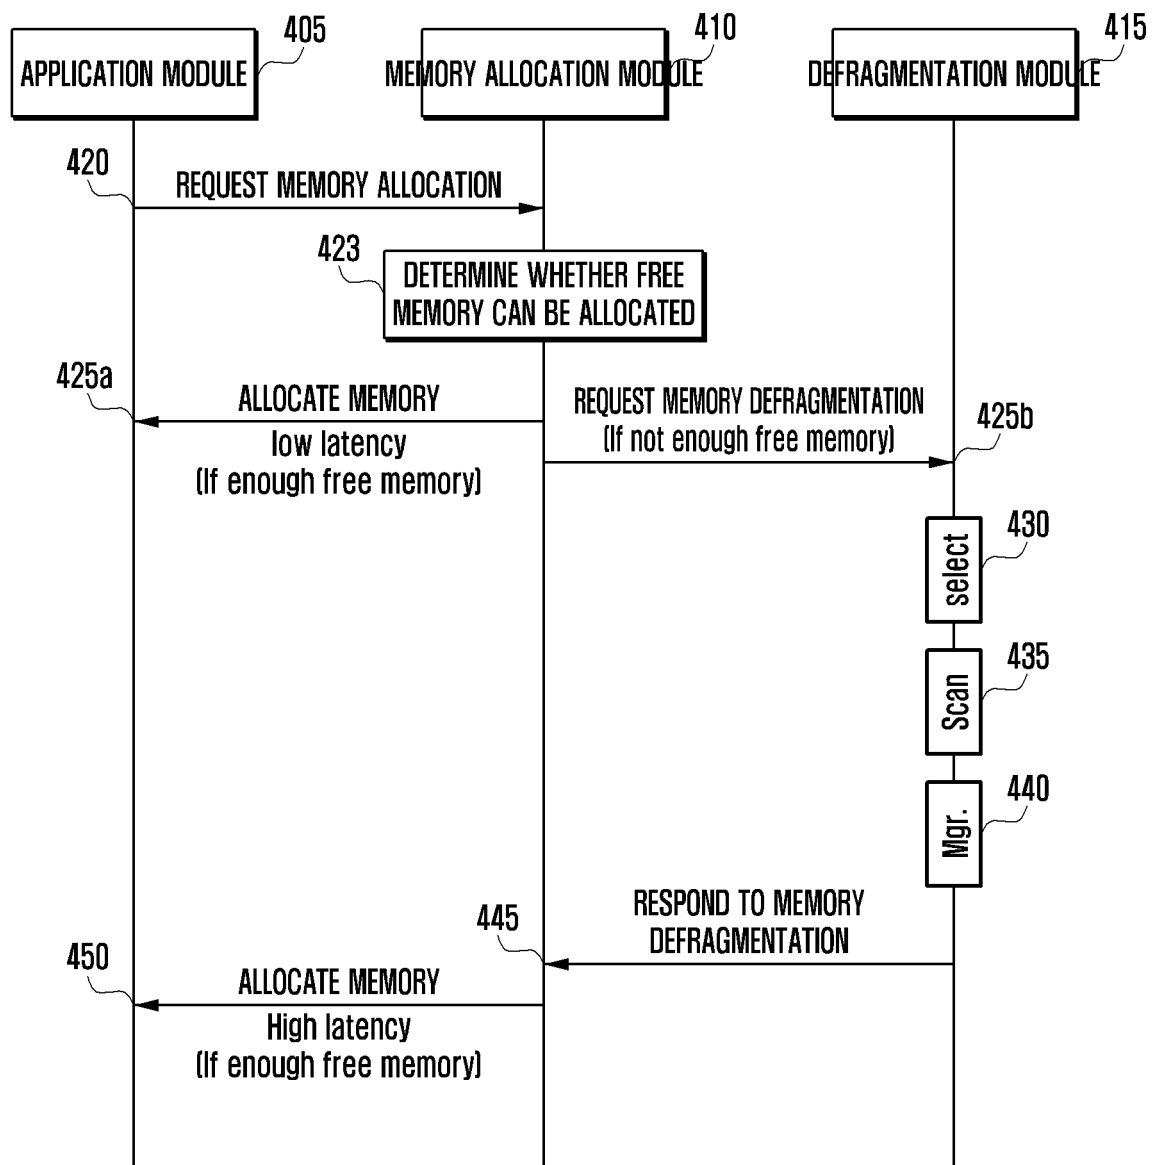 405
410
415
APPLICATION MODULE
MEMORY ALLOCATION MODULE
DEFRAGMENTATION MODULE
420
REQUEST MEMORY ALLOCATION
423
DETERMINE WHETHER FREE
MEMORY CAN BE ALLOCATED
425a
ALLOCATE MEMORY
low latency
(If enough free memory)
REQUEST MEMORY DEFRAGMENTATION
(If not enough free memory)
425b
430
select
435
Scan
440
Mgr.
RESPOND TO MEMORY
DEFRAGMENTATION
445
450
ALLOCATE MEMORY
High latency
(If enough free memory)